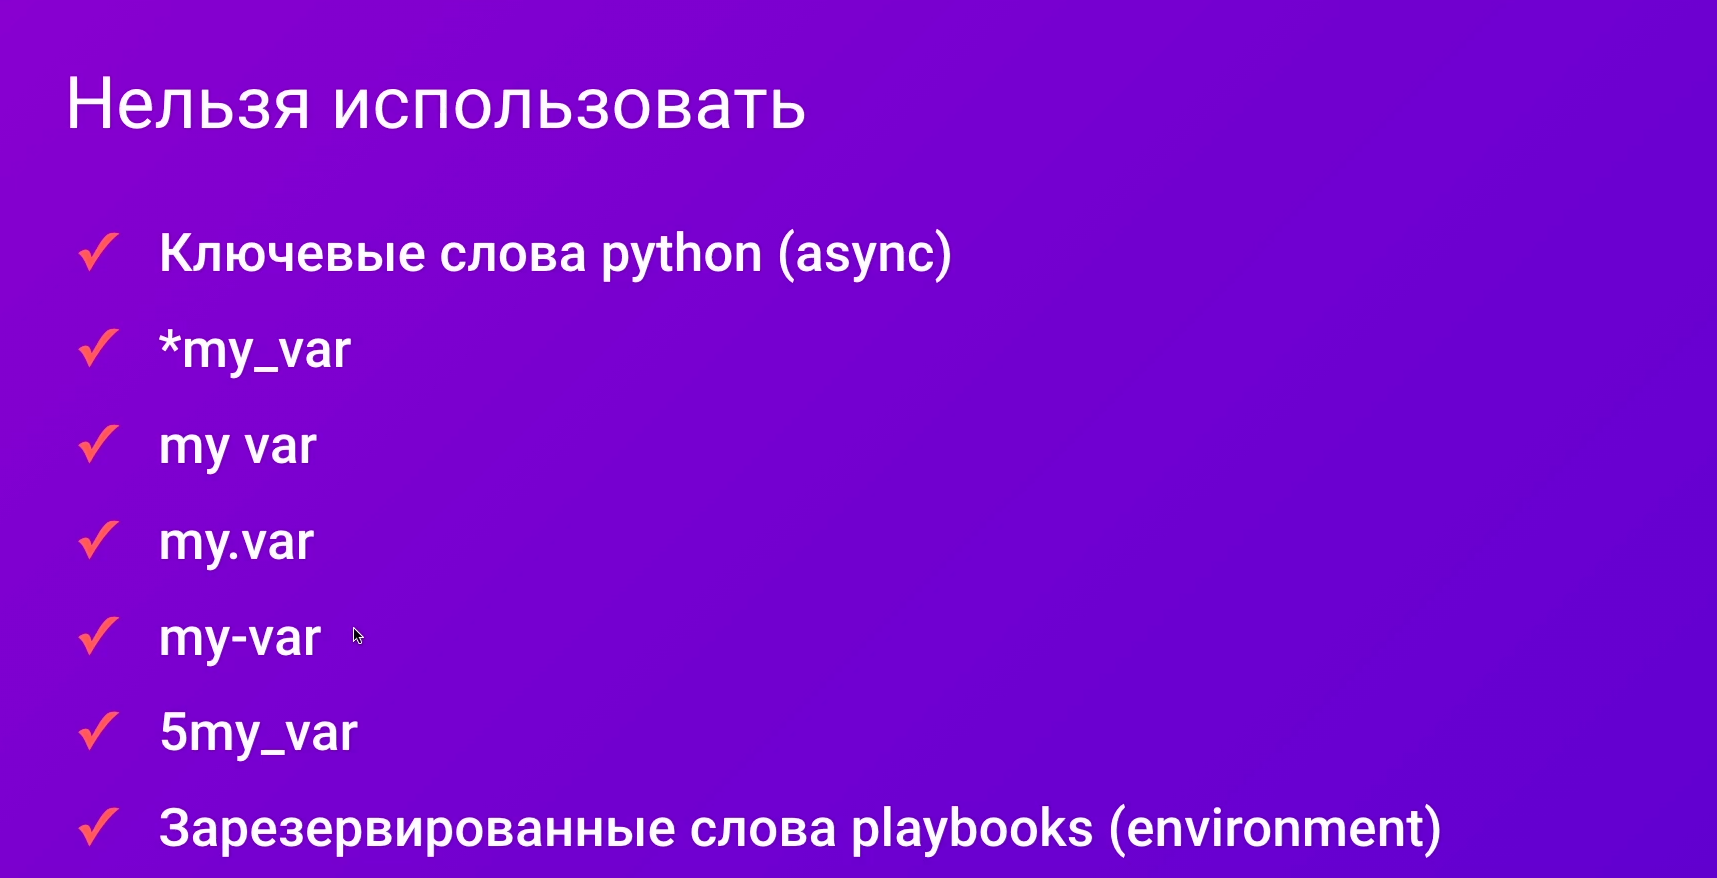 Нельзя использовать
Ключевые слова python (async)
*my_var
my var
my.var
my-var
5my_var
Зарезервированные слова playbooks (environment)